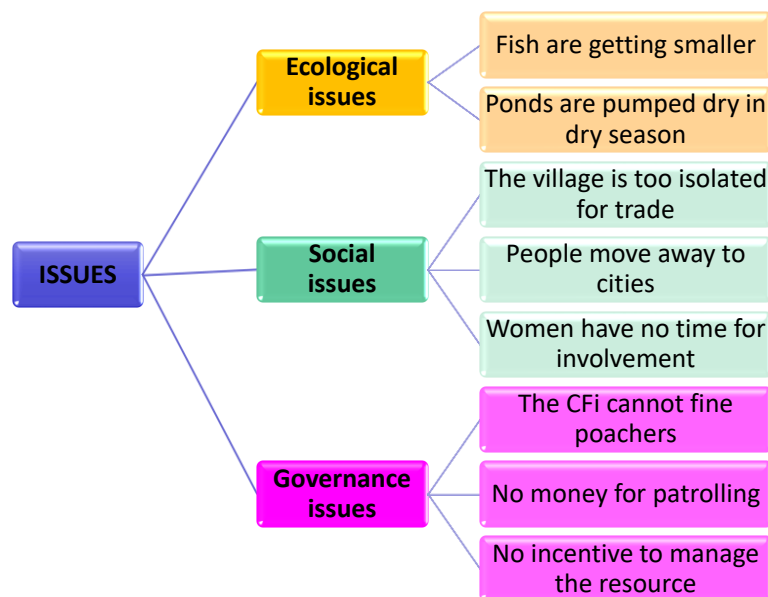 ISSUES
Ecological
issues
Fish are getting smaller
Ponds are pumped dry in
dry season
Social
issues
The village is too isolated
for trade
People move away to
cities
Women have no time for
involvement
Governance
issues
The CFi cannot fine
poachers
No money for patrolling
No incentive to manage
the resource